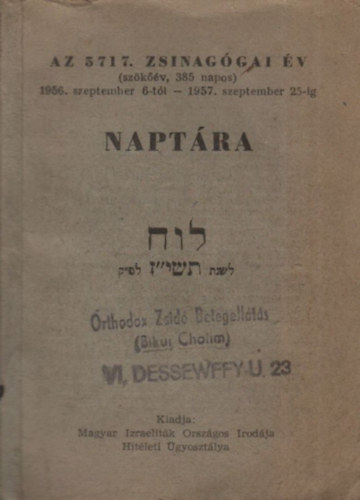 AZ 5717. ZSINAGÓGAI ÉV
(szökőév, 385 napos)
1956. szeptember 6-tól — 1957. szeptember 25-ig
NAPTÁRA
לוח
לשנת תשי״ז לפ״ק
Orthodox Zsidó Betegellátás
(Bikur Cholim)
VI, DESSEWFFY U. 23
Kiadja:
Magyar Izraeliták Országos Irodája
Hitéleti Ügyosztálya